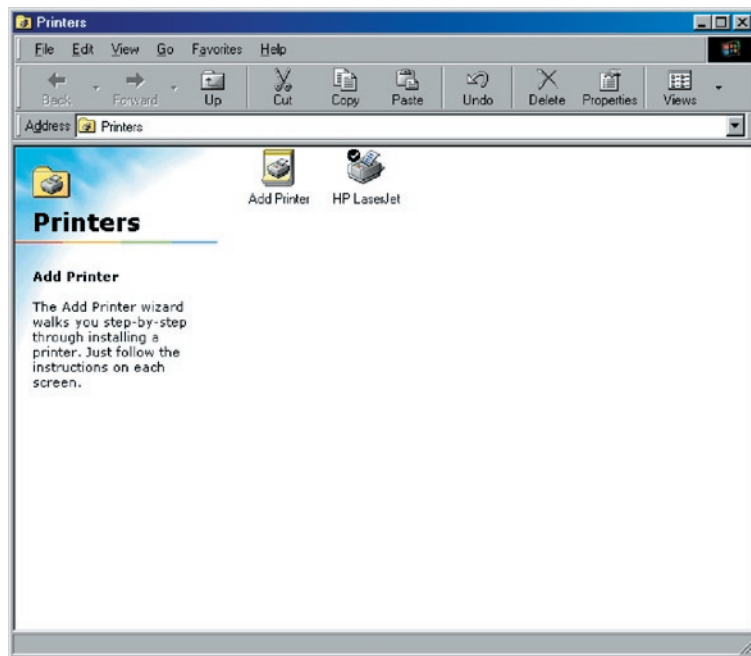 Printers
File Edit View Go Favorites Help
Back Forward Up Cut Copy Paste Undo Delete Properties Views
Address Printers
Add Printer HP LaserJet
Printers
Add Printer
The Add Printer wizard
walks you step-by-step
through installing a
printer. Just follow the
instructions on each
screen.